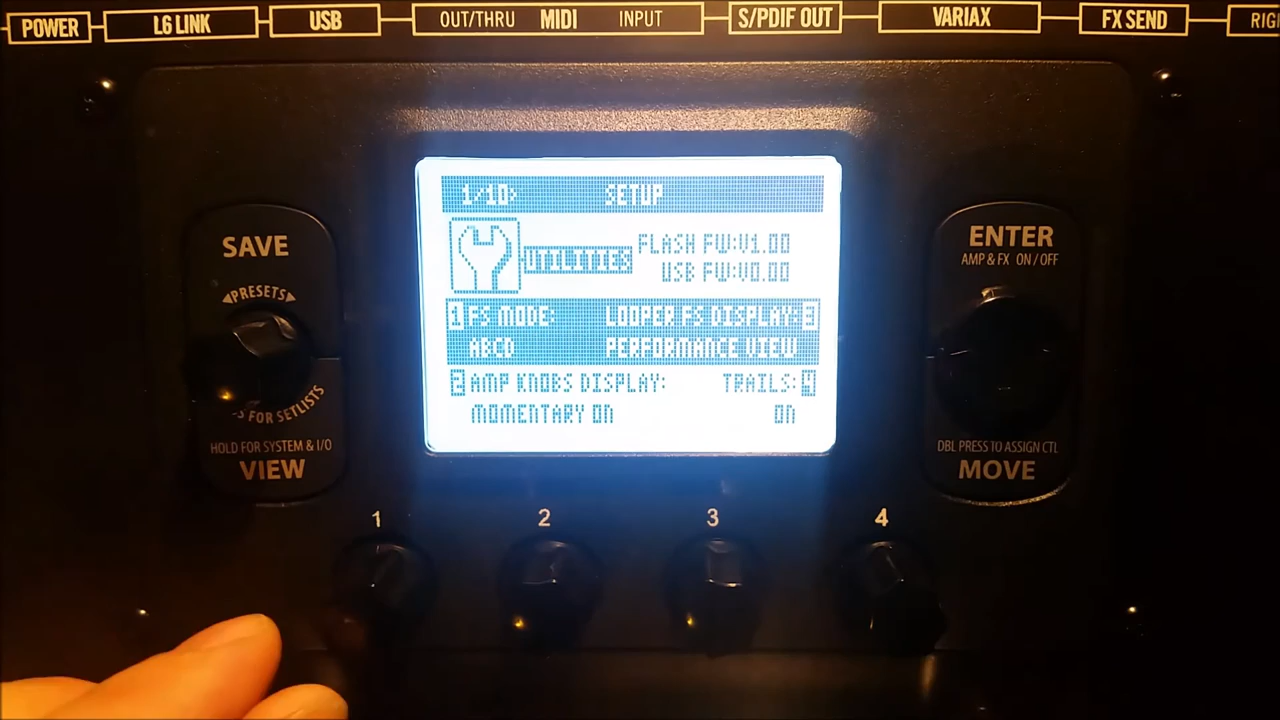 POWER L6 LINK USB OUT/THRU MIDI INPUT S/PDIF OUT VARIAX FX SEND
1/10> SETUP
UTILITIES FLASH FW:V1.00
USB FW:V0.00
1 FS MODE: LOOPER FS DISPLAY: 3
ABCD PERFORMANCE VIEW
2 AMP KNOBS DISPLAY: TRAILS: 4
MOMENTARY ON ON
SAVE
◀PRESETS▶
FOR SETLISTS
HOLD FOR SYSTEM & I/O
VIEW
ENTER
AMP & FX ON / OFF
DBL PRESS TO ASSIGN CTL
MOVE
1 2 3 4